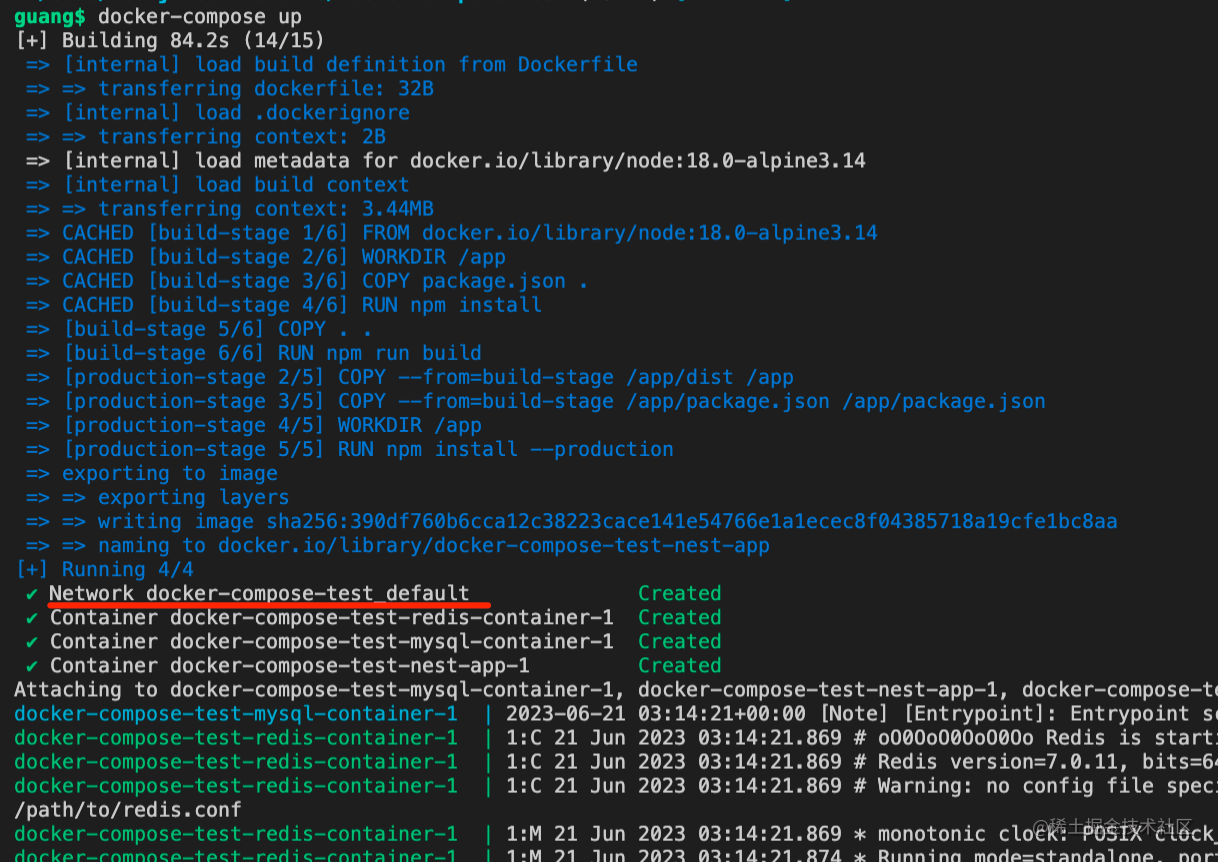 guang$ docker-compose up
[+] Building 84.2s (14/15)
=> [internal] load build definition from Dockerfile
=> => transferring dockerfile: 32B
=> [internal] load .dockerignore
=> => transferring context: 2B
=> [internal] load metadata for docker.io/library/node:18.0-alpine3.14
=> [internal] load build context
=> => transferring context: 3.44MB
=> CACHED [build-stage 1/6] FROM docker.io/library/node:18.0-alpine3.14
=> CACHED [build-stage 2/6] WORKDIR /app
=> CACHED [build-stage 3/6] COPY package.json .
=> CACHED [build-stage 4/6] RUN npm install
=> [build-stage 5/6] COPY . .
=> [build-stage 6/6] RUN npm run build
=> [production-stage 2/5] COPY --from=build-stage /app/dist /app
=> [production-stage 3/5] COPY --from=build-stage /app/package.json /app/package.json
=> [production-stage 4/5] WORKDIR /app
=> [production-stage 5/5] RUN npm install --production
=> exporting to image
=> => exporting layers
=> => writing image sha256:390df760b6cca12c38223cace141e54766e1a1ecec8f04385718a19cfe1bc8aa
=> => naming to docker.io/library/docker-compose-test-nest-app
[+] Running 4/4
✔ Network docker-compose-test_default Created
✔ Container docker-compose-test-redis-container-1 Created
✔ Container docker-compose-test-mysql-container-1 Created
✔ Container docker-compose-test-nest-app-1 Created
Attaching to docker-compose-test-mysql-container-1, docker-compose-test-nest-app-1, docker-compose-te
docker-compose-test-mysql-container-1 | 2023-06-21 03:14:21+00:00 [Note] [Entrypoint]: Entrypoint sc
docker-compose-test-redis-container-1 | 1:C 21 Jun 2023 03:14:21.869 # oO0OoO0OoO0Oo Redis is starti
docker-compose-test-redis-container-1 | 1:C 21 Jun 2023 03:14:21.869 # Redis version=7.0.11, bits=64
docker-compose-test-redis-container-1 | 1:C 21 Jun 2023 03:14:21.869 # Warning: no config file speci
/path/to/redis.conf
docker-compose-test-redis-container-1 | 1:M 21 Jun 2023 03:14:21.869 * monotonic clock: POSIX clock_
docker-compose-test-redis-container-1 | 1:M 21 Jun 2023 03:14:21.874 * Running mode=standalone, por
@稀土掘金技术社区